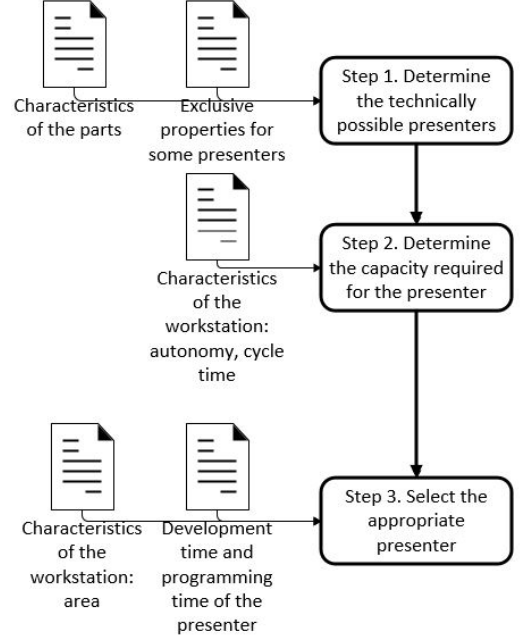 Characteristics
of the parts
Exclusive
properties for
some presenters
Step 1. Determine
the technically
possible presenters
Characteristics
of the
workstation:
autonomy, cycle
time
Step 2. Determine
the capacity required
for the presenter
Characteristics
of the
workstation:
area
Development
time and
programming
time of the
presenter
Step 3. Select the
appropriate
presenter